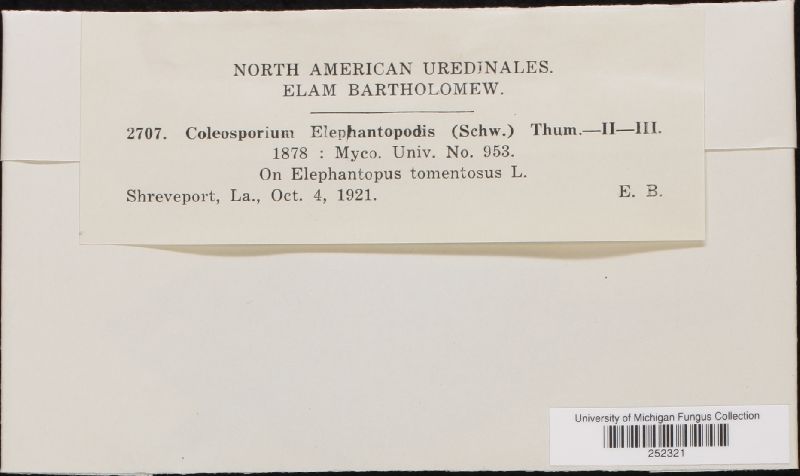 NORTH AMERICAN UREDINALES.
ELAM BARTHOLOMEW.
2707. Coleosporium Elephantopodis (Schw.) Thum.—II—III.
1878 : Myco. Univ. No. 953.
On Elephantopus tomentosus L.
Shreveport, La., Oct. 4, 1921. E. B.
University of Michigan Fungus Collection
252321